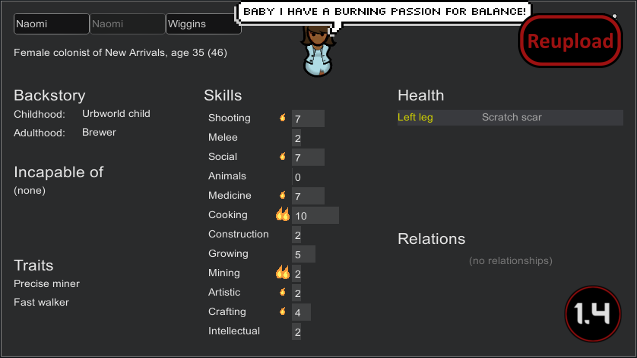 BABY I HAVE A BURNING PASSION FOR BALANCE!
Naomi Naomi Wiggins
Reupload
Female colonist of New Arrivals, age 35 (46)
Backstory
Childhood: Urbworld child
Adulthood: Brewer
Incapable of
(none)
Traits
Precise miner
Fast walker
Skills
Shooting 7
Melee 2
Social 7
Animals 0
Medicine 7
Cooking 10
Construction 2
Growing 5
Mining 2
Artistic 2
Crafting 4
Intellectual 2
Health
Left leg Scratch scar
Relations
(no relationships)
1.4